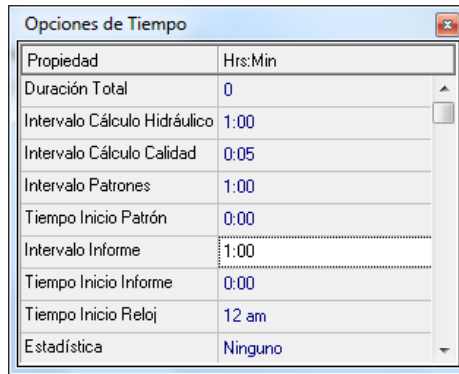 Opciones de Tiempo
Propiedad Hrs:Min
Duración Total 0
Intervalo Cálculo Hidráulico 1:00
Intervalo Cálculo Calidad 0:05
Intervalo Patrones 1:00
Tiempo Inicio Patrón 0:00
Intervalo Informe 1:00
Tiempo Inicio Informe 0:00
Tiempo Inicio Reloj 12 am
Estadística Ninguno